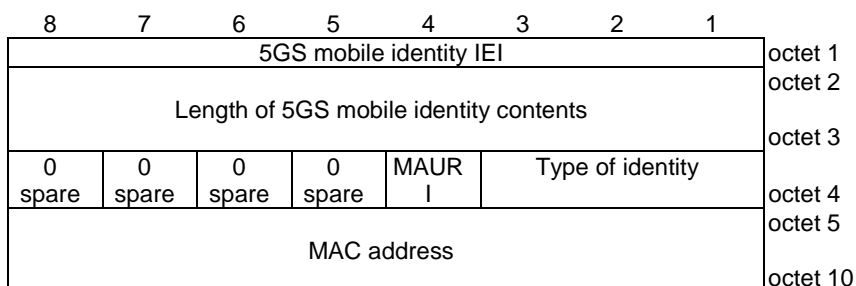 8 7 6 5 4 3 2 1
5GS mobile identity IEI octet 1
octet 2
Length of 5GS mobile identity contents
octet 3
0 0 0 0 MAUR Type of identity
spare spare spare spare I octet 4
octet 5
MAC address
octet 10